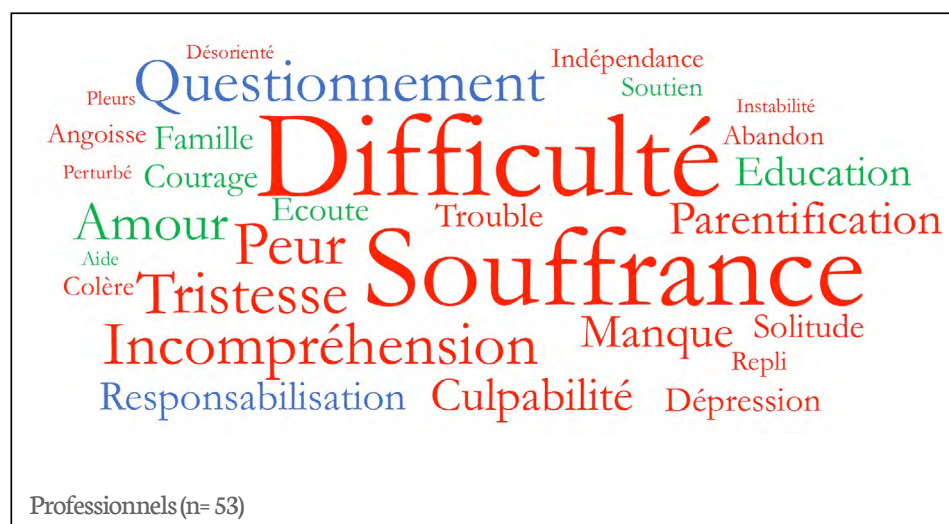 Désorienté
Questionnement
Indépendance
Soutien
Pleurs
Instabilité
Angoisse
Famille
Difficulté
Abandon
Perturbé
Courage
Education
Amour
Ecoute
Trouble
Parentification
Peur
Aide
Souffrance
Colère
Tristesse
Incompréhension
Manque
Solitude
Repli
Responsabilisation
Culpabilité
Dépression
Professionnels (n= 53)